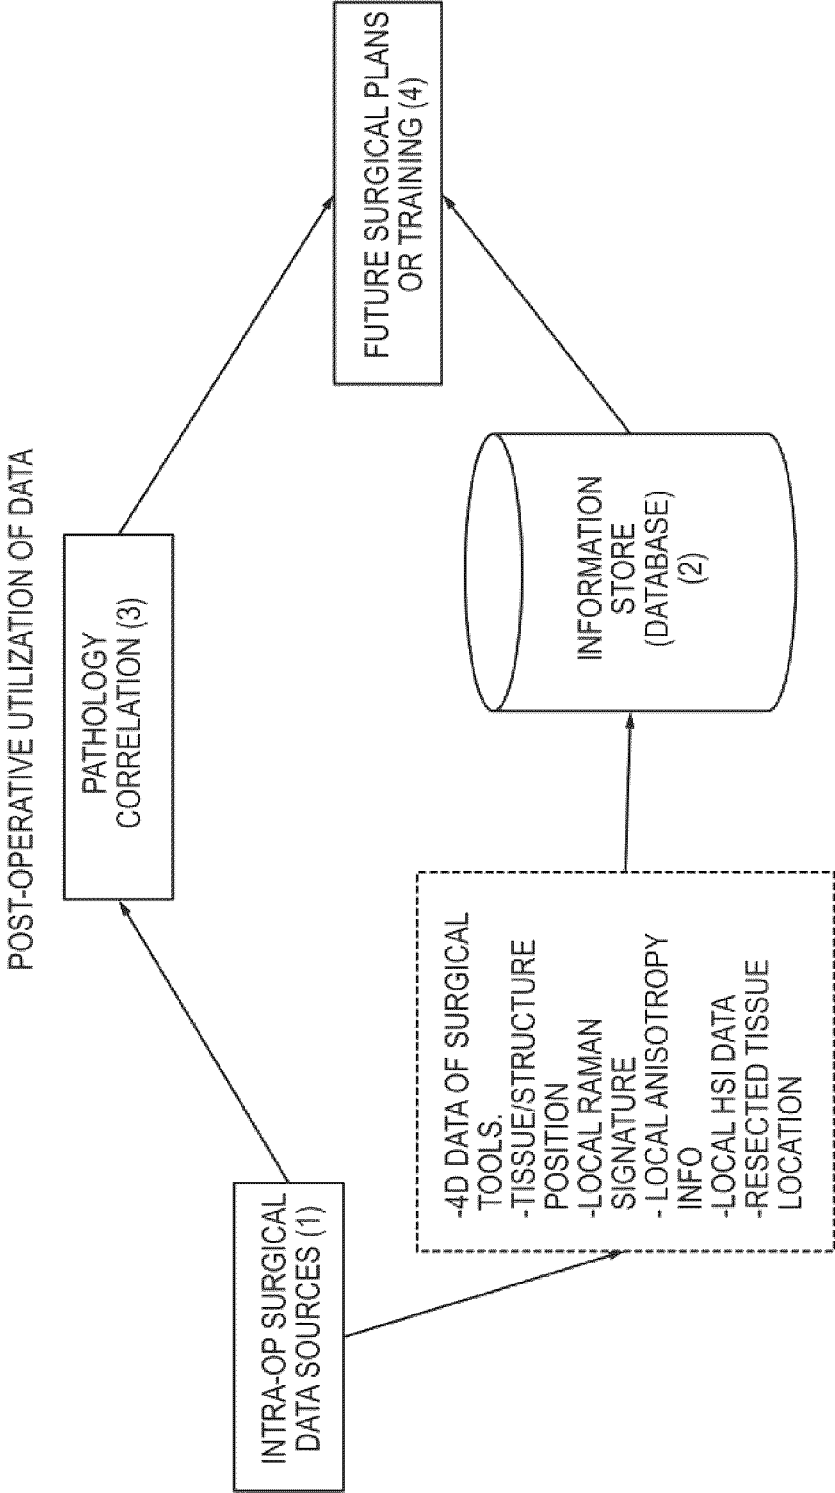 POST-OPERATIVE UTILIZATION OF DATA
INTRA-OP SURGICAL
DATA SOURCES (1)
PATHOLOGY
CORRELATION (3)
-4D DATA OF SURGICAL
TOOLS.
-TISSUE/STRUCTURE
POSITION
-LOCAL RAMAN
SIGNATURE
- LOCAL ANISOTROPY
INFO
-LOCAL HSI DATA
-RESECTED TISSUE
LOCATION
INFORMATION
STORE
(DATABASE)
(2)
FUTURE SURGICAL PLANS
OR TRAINING (4)